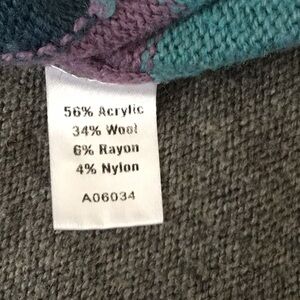 56% Acrylic
34% Wool
6% Rayon
4% Nylon
A06034